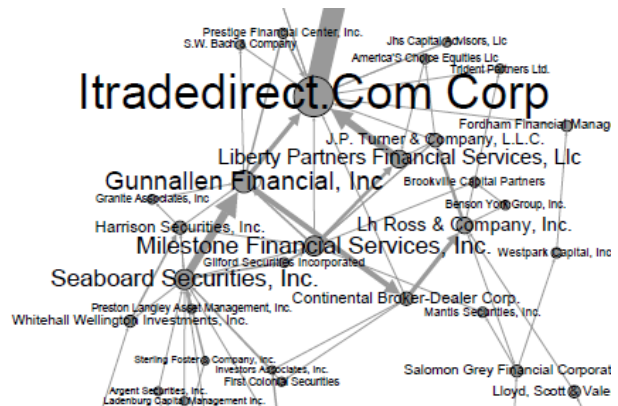 Prestige Financial Center, Inc.
S.W. Bach & Company
Jhs Capital Advisors, Llc
America'S Choice Equities Llc
Trident Partners Ltd.
Itradedirect.Com Corp
Fordham Financial Manag
J.P. Turner & Company, L.L.C.
Liberty Partners Financial Services, Llc
Gunnallen Financial, Inc
Brookville Capital Partners
Granite Associates, Inc
Benson York Group, Inc.
Harrison Securities, Inc.
Lh Ross & Company, Inc.
Milestone Financial Services, Inc.
Westpark Capital, Inc
Gilford Securities Incorporated
Seaboard Securities, Inc.
Continental Broker-Dealer Corp.
Preston Langley Asset Management, Inc.
Mantis Securities, Inc.
Whitehall Wellington Investments, Inc.
Sterling Foster & Company, Inc.
Investors Associates, Inc.
Salomon Grey Financial Corporat
First Colonial Securities
Argent Securities, Inc.
Lloyd, Scott & Vale
Ladenburg Capital Management Inc.